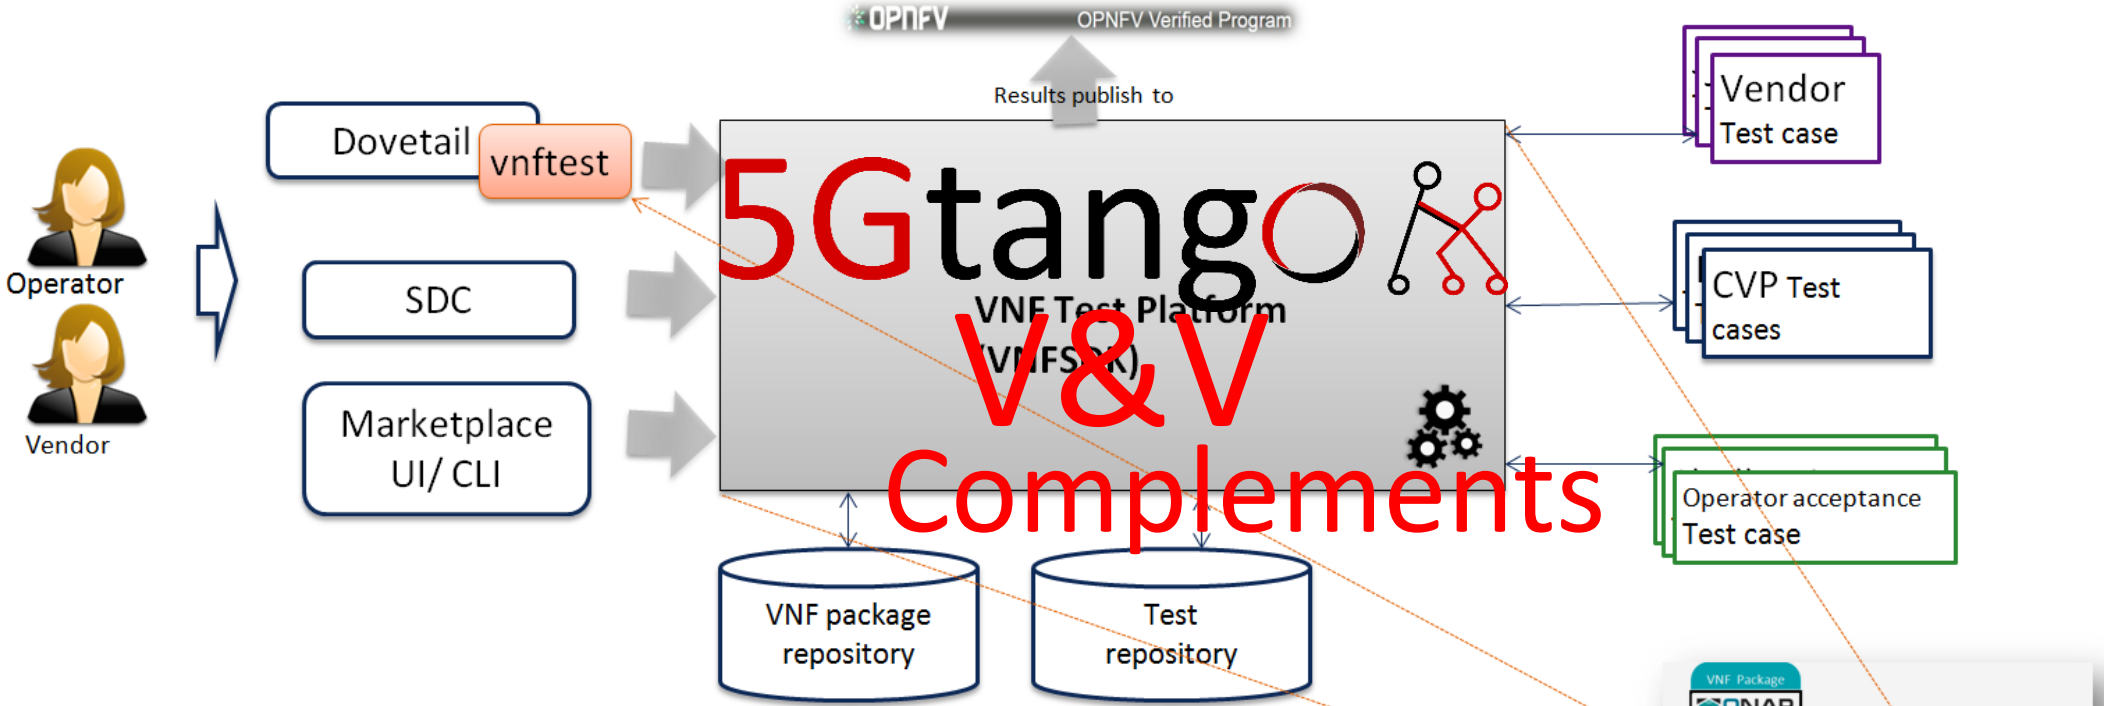 OPNFV
OPNFV Verified Program
Results publish to
Operator
Vendor
Dovetail
vnftest
SDC
Marketplace
UI/ CLI
5Gtango
VNF Test Platform
(VNFSDK)
V&V
Complements
VNF package
repository
Test
repository
Vendor
Test case
CVP Test
cases
Operator acceptance
Test case
VNF Package
ONAP